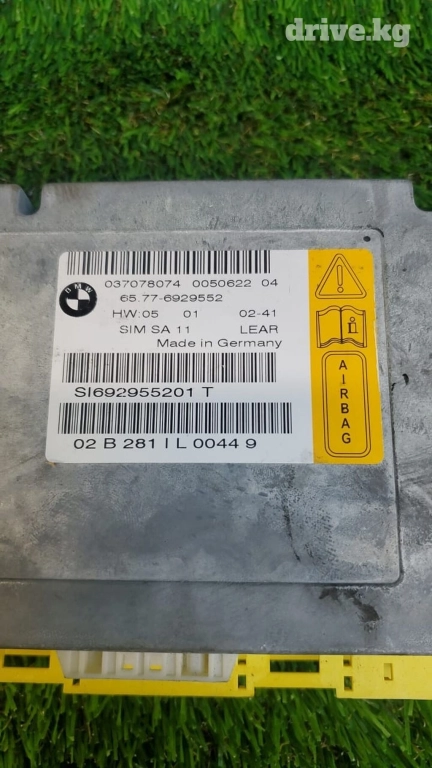 drive.kg
BMW
037078074 0050622 04
65.77-6929552
HW:05 01 02-41
SIM SA 11 LEAR
Made in Germany
SI692955201 T
02 B 281 I L 0044 9
i
AIRBAG